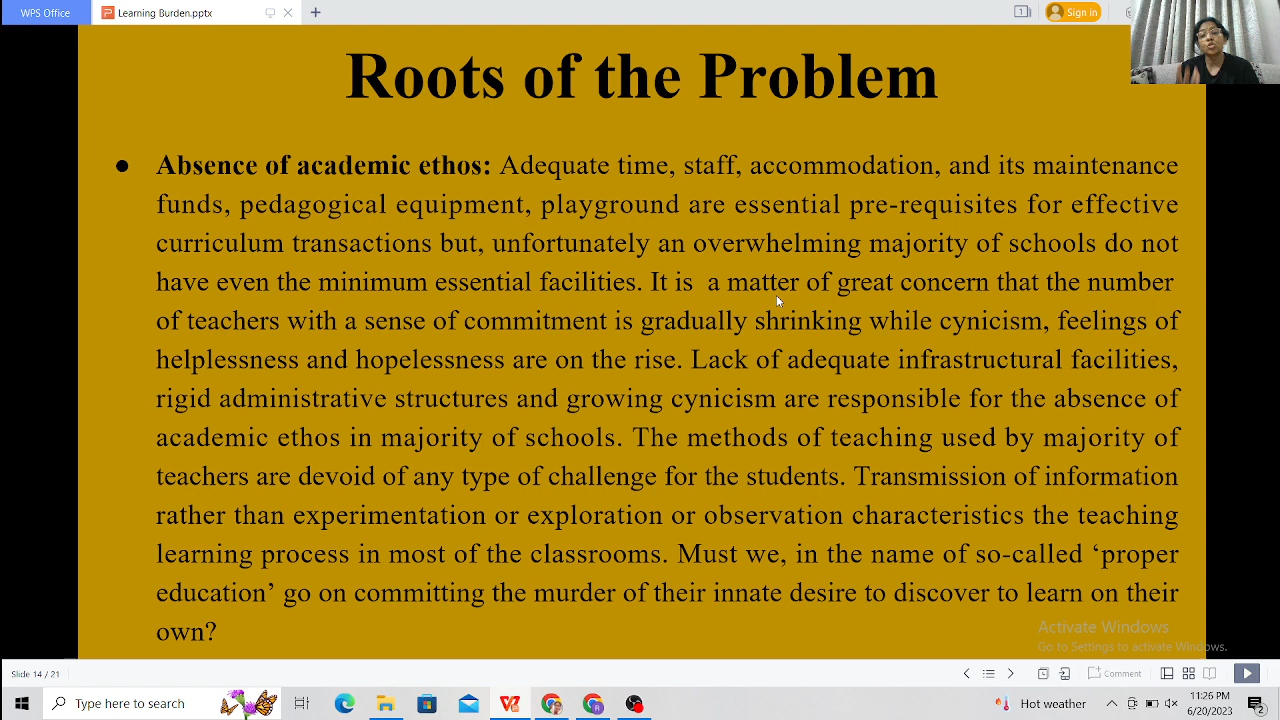 WPS Office
Learning Burden.pptx
Sign in
Roots of the Problem
● Absence of academic ethos: Adequate time, staff, accommodation, and its maintenance
funds, pedagogical equipment, playground are essential pre-requisites for effective
curriculum transactions but, unfortunately an overwhelming majority of schools do not
have even the minimum essential facilities. It is a matter of great concern that the number
of teachers with a sense of commitment is gradually shrinking while cynicism, feelings of
helplessness and hopelessness are on the rise. Lack of adequate infrastructural facilities,
rigid administrative structures and growing cynicism are responsible for the absence of
academic ethos in majority of schools. The methods of teaching used by majority of
teachers are devoid of any type of challenge for the students. Transmission of information
rather than experimentation or exploration or observation characteristics the teaching
learning process in most of the classrooms. Must we, in the name of so-called ‘proper
education’ go on committing the murder of their innate desire to discover to learn on their
own?
Activate Windows
Go to Settings to activate Windows.
Slide 14 / 21
Comment
Type here to search
Hot weather
11:26 PM
6/20/2023